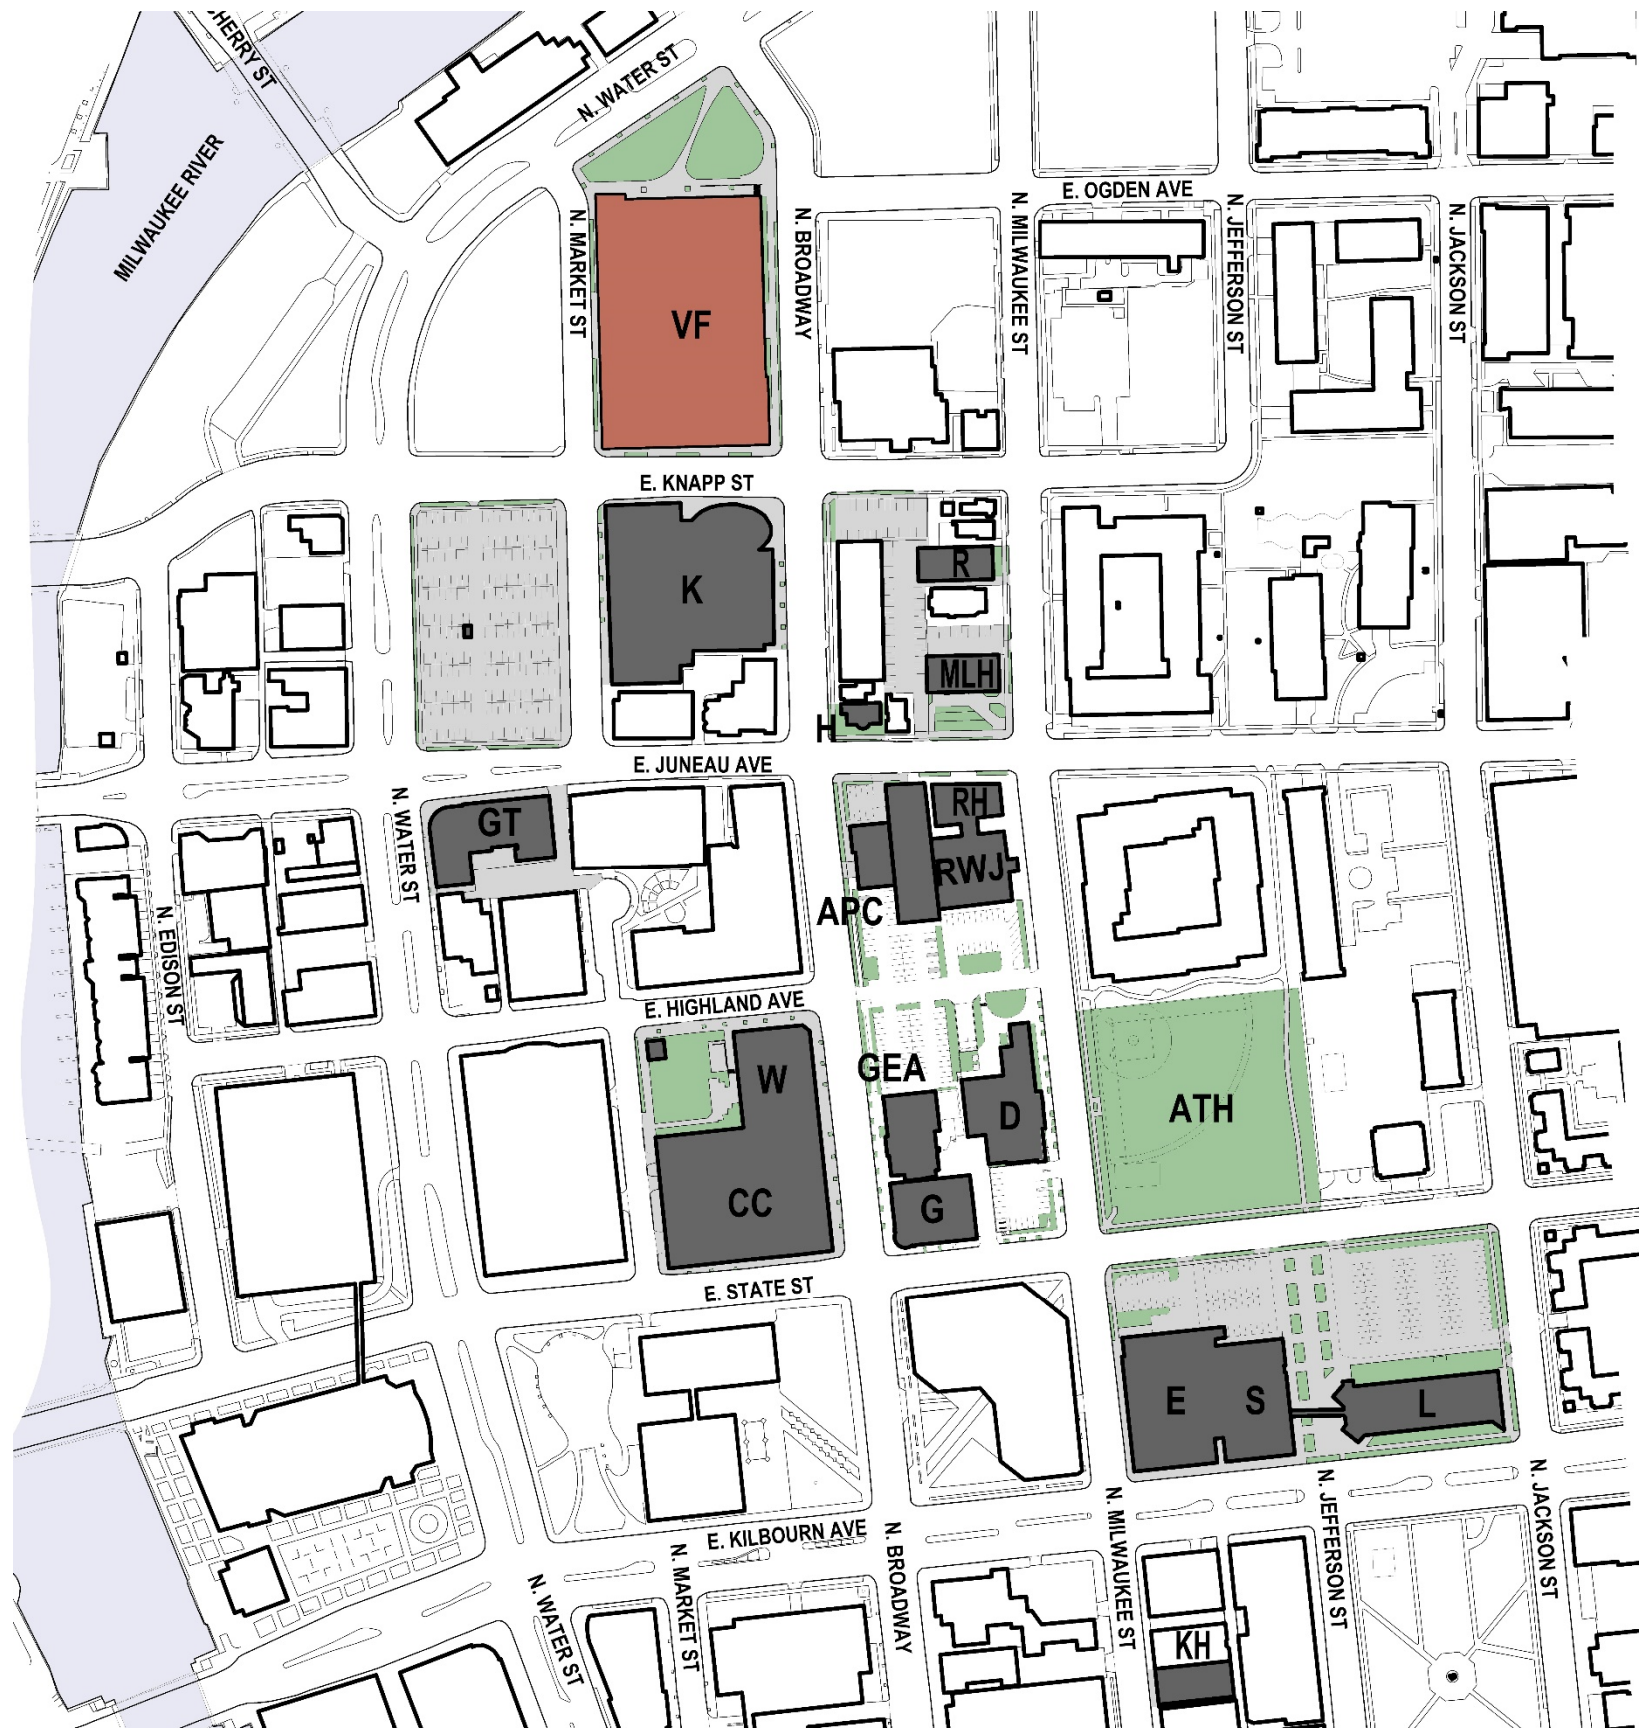 CHERRY ST
N. WATER ST
MILWAUKEE RIVER
E. OGDEN AVE
N. MARKET ST
N. BROADWAY
N. MILWAUKEE ST
N. JEFFERSON ST
N. JACKSON ST
VF
E. KNAPP ST
K
R
MLH
H
E. JUNEAU AVE
N. WATER ST
GT
RH
RWJ
APC
N. EDISON ST
E. HIGHLAND AVE
W
GEA
D
ATH
CC
G
E. STATE ST
E
S
L
E. KILBOURN AVE
N. WATER ST
N. MARKET ST
N. BROADWAY
N. MILWAUKEE ST
N. JEFFERSON ST
N. JACKSON ST
KH